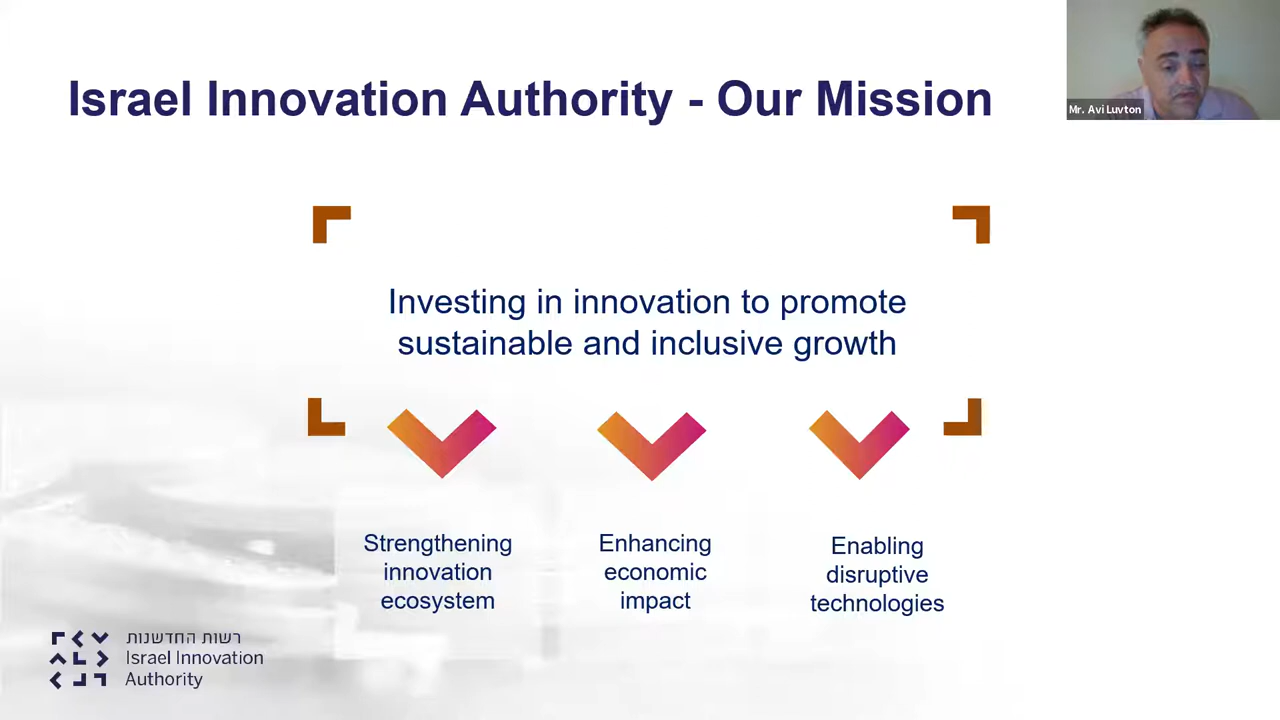 Israel Innovation Authority - Our Mission
Mr. Avi Luvton
Investing in innovation to promote
sustainable and inclusive growth
Strengthening
innovation
ecosystem
Enhancing
economic
impact
Enabling
disruptive
technologies
רשות החדשנות
Israel Innovation
Authority